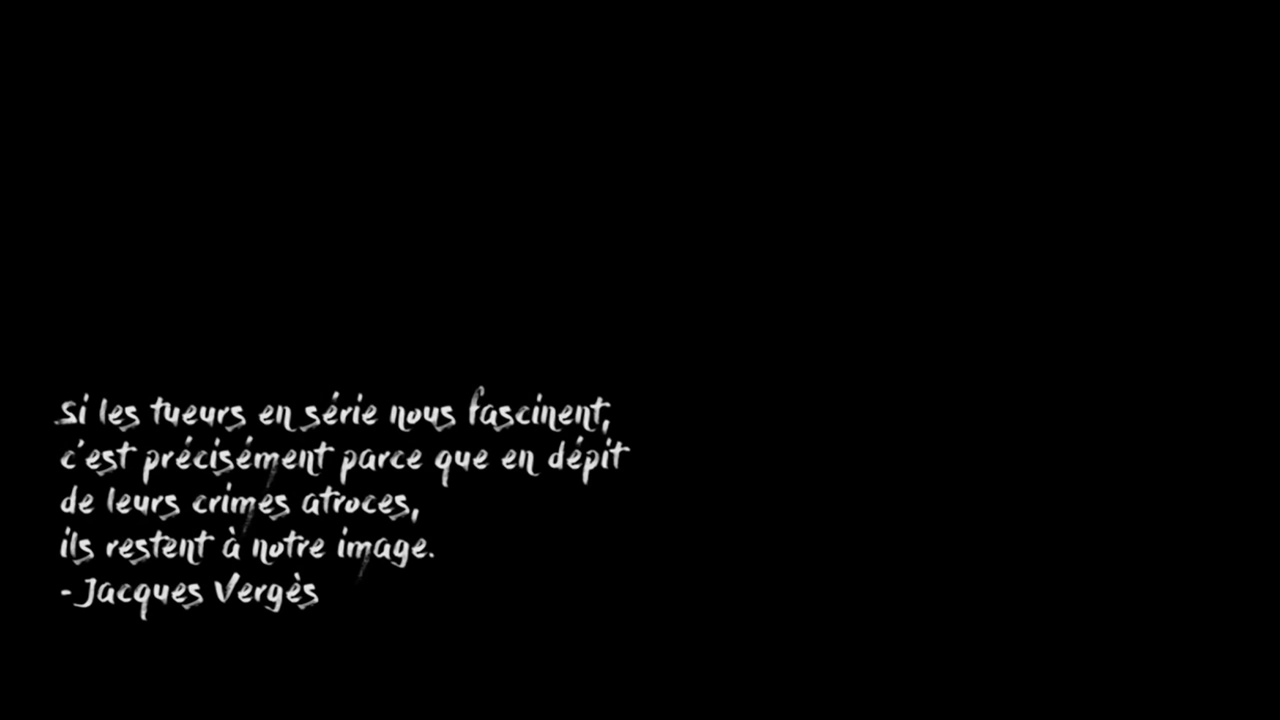 Si les tueurs en série nous fascinent,
c'est précisément parce que en dépit
de leurs crimes atroces,
ils restent à notre image.
- Jacques Vergès